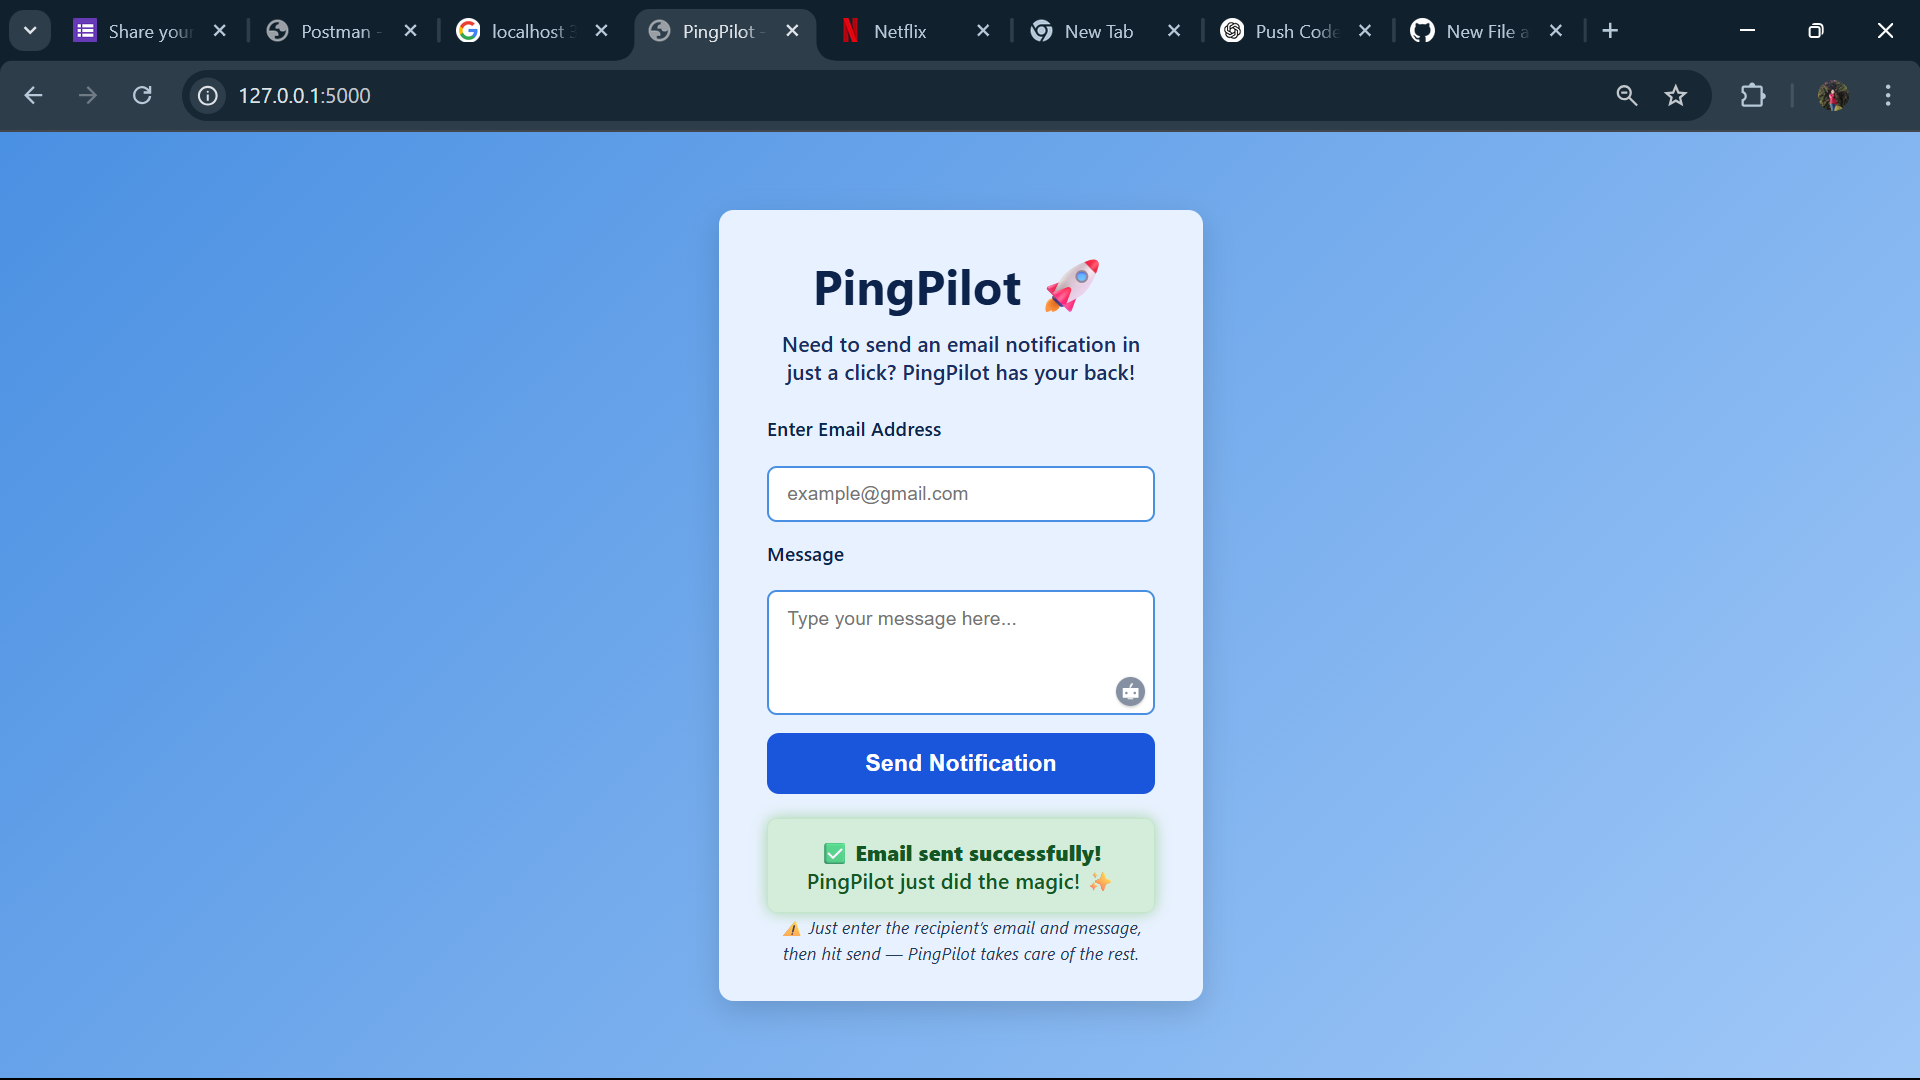 Share your
Postman -
localhost 3
PingPilot -
Netflix
New Tab
Push Code
New File a
127.0.0.1:5000
PingPilot 🚀
Need to send an email notification in
just a click? PingPilot has your back!
Enter Email Address
example@gmail.com
Message
Type your message here...
Send Notification
✅ Email sent successfully!
PingPilot just did the magic! ✨
⚠️ Just enter the recipient’s email and message,
then hit send — PingPilot takes care of the rest.